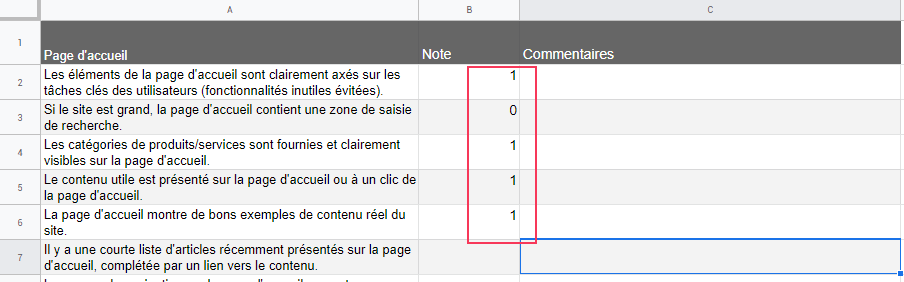 A B C
1 Page d'accueil Note Commentaires
2 Les éléments de la page d'accueil sont clairement axés sur les 1
tâches clés des utilisateurs (fonctionnalités inutiles évitées).
3 Si le site est grand, la page d'accueil contient une zone de saisie 0
de recherche.
4 Les catégories de produits/services sont fournies et clairement 1
visibles sur la page d'accueil.
5 Le contenu utile est présenté sur la page d'accueil ou à un clic de 1
la page d'accueil.
6 La page d'accueil montre de bons exemples de contenu réel du 1
site.
7 Il y a une courte liste d'articles récemment présentés sur la page
d'accueil, complétée par un lien vers le contenu.